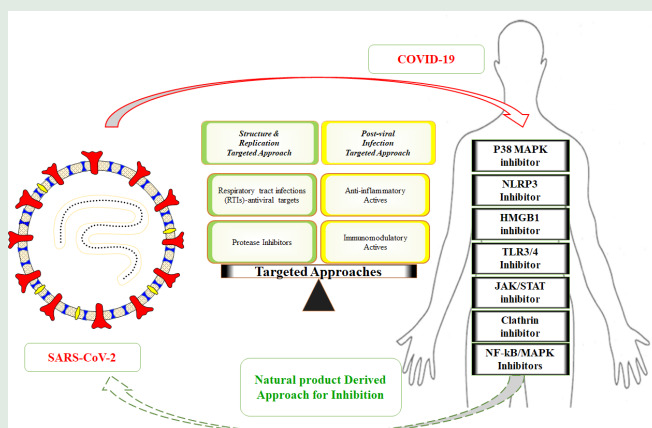 COVID-19
Structure &
Replication
Targeted Approach
Post-viral
Infection
Targeted Approach
Respiratory tract infections
(RTIs)-antiviral targets
Anti-inflammatory
Actives
Protease Inhibitors
Immunomodulatory
Actives
Targeted Approaches
P38 MAPK
inhibitor
NLRP3
Inhibitor
HMGB1
inhibitor
TLR3/4
Inhibitor
JAK/STAT
inhibitor
Clathrin
inhibitor
NF-kB/MAPK
Inhibitors
SARS-CoV-2
Natural product Derived
Approach for Inhibition